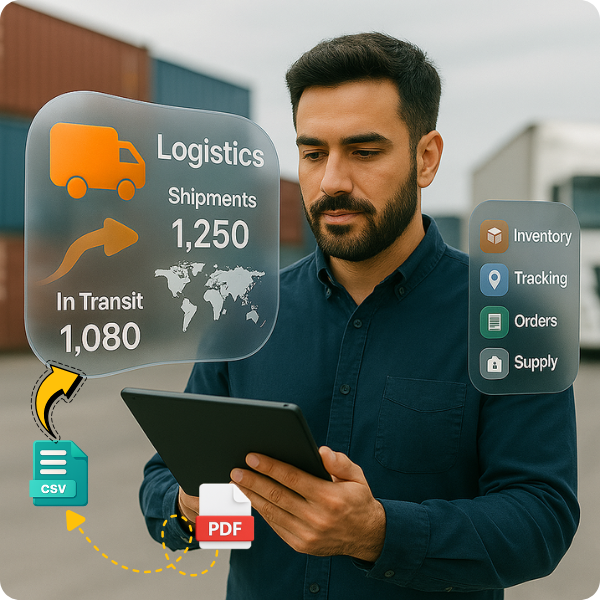 Logistics
Shipments
1,250
In Transit
1,080
Inventory
Tracking
Orders
Supply
CSV
PDF